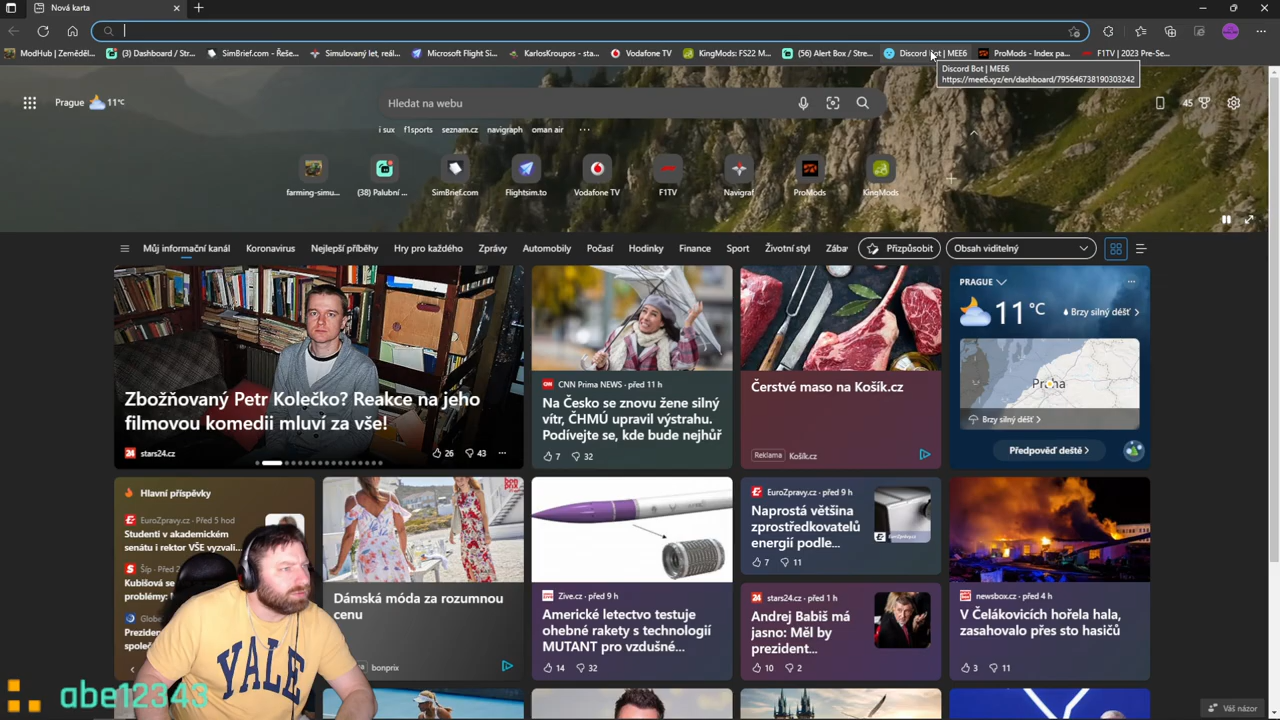 Nová karta
ModHub | Zeměděl...
(3) Dashboard / Str...
SimBrief.com - Řeše...
Simulovaný let, reál...
Microsoft Flight Si...
KarlosKroupos - sta...
Vodafone TV
KingMods: FS22 M...
(56) Alert Box / Stre...
Discord Bot | MEE6
ProMods - Index pa...
F1TV | 2023 Pre-Se...
Discord Bot | MEE6
https://mee6.xyz/en/dashboard/795646738190303242
Prague 11°C
Hledat na webu
45
i sux f1sports seznam.cz navigraph oman air ...
farming-simu...
(38) Palubní ...
SimBrief.com
Flightsim.to
Vodafone TV
F1TV
Navigraf
ProMods
KingMods
Můj informační kanál
Koronavirus
Nejlepší příběhy
Hry pro každého
Zprávy
Automobily
Počasí
Hodinky
Finance
Sport
Životní styl
Zába
Přizpůsobit
Obsah viditelný
Zbožňovaný Petr Kolečko? Reakce na jeho
filmovou komedii mluví za vše!
stars24.cz
26 43 ...
CNN Prima NEWS · před 11 h
Na Česko se znovu žene silný
vítr, ČHMÚ upravil výstrahu.
Podívejte se, kde bude nejhůř
7 32
Čerstvé maso na Košík.cz
Reklama Košík.cz
PRAGUE
...
11 °C
Brzy silný déšť >
Praha
Brzy silný déšť >
Předpověď deště >
Hlavní příspěvky
EuroZpravy.cz · Před 5 hod
Studenti v akademickém
senátu i rektor VŠE vyzvali...
Šíp · Před
Kubišová se
problémy:
Globe
Preziden
společ
Dámská móda za rozumnou
cenu
bonprix
Zive.cz · před 9 h
Americké letectvo testuje
ohebné rakety s technologií
MUTANT pro vzdušné...
14 32
EuroZpravy.cz · před 9 h
Naprostá většina
zprostředkovatelů
energií podle...
7 11
stars24.cz · před 1 h
Andrej Babiš má
jasno: Měl by
prezident...
10 2
newsbox.cz · před 4 h
V Čelákovicích hořela hala,
zasahovalo přes sto hasičů
3 11
YALE
abe12343
Váš názor